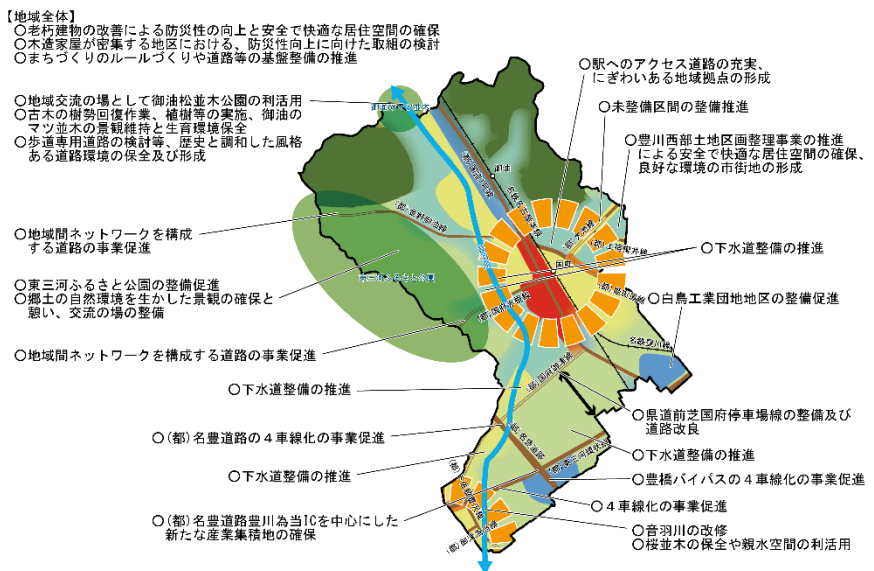 【地域全体】
○老朽建物の改善による防災性の向上と安全で快適な居住空間の確保
○木造家屋が密集する地区における、防災性向上に向けた取組の検討
○まちづくりのルールづくりや道路等の基盤整備の推進
○地域交流の場として御油松並木公園の利活用
○古木の樹勢回復作業、植樹等の実施、御油の
マツ並木の景観維持と生育環境保全
○歩道専用道路の検討等、歴史と調和した風格
ある道路環境の保全及び形成
○地域間ネットワークを構成
する道路の事業促進
○東三河ふるさと公園の整備促進
○郷土の自然環境を生かした景観の確保と
憩い、交流の場の整備
○地域間ネットワークを構成する道路の事業促進
○下水道整備の推進
○(都)名豊道路の4車線化の事業促進
○下水道整備の推進
○(都)名豊道路豊川為当ICを中心にした
新たな産業集積地の確保
○駅へのアクセス道路の充実、
にぎわいある地域拠点の形成
○未整備区間の整備推進
○豊川西部土地区画整理事業の推進
による安全で快適な居住空間の確保、
良好な環境の市街地の形成
○下水道整備の推進
○白鳥工業団地地区の整備促進
○県道前芝国府停車場線の整備及び
道路改良
○下水道整備の推進
○豊橋バイパスの4車線化の事業促進
○4車線化の事業促進
○音羽川の改修
○桜並木の保全や親水空間の利活用
御油
国府
(都)国道1号線
名鉄名古屋本線
東三河ふるさと公園
名鉄豊川線
(都)名豊道路